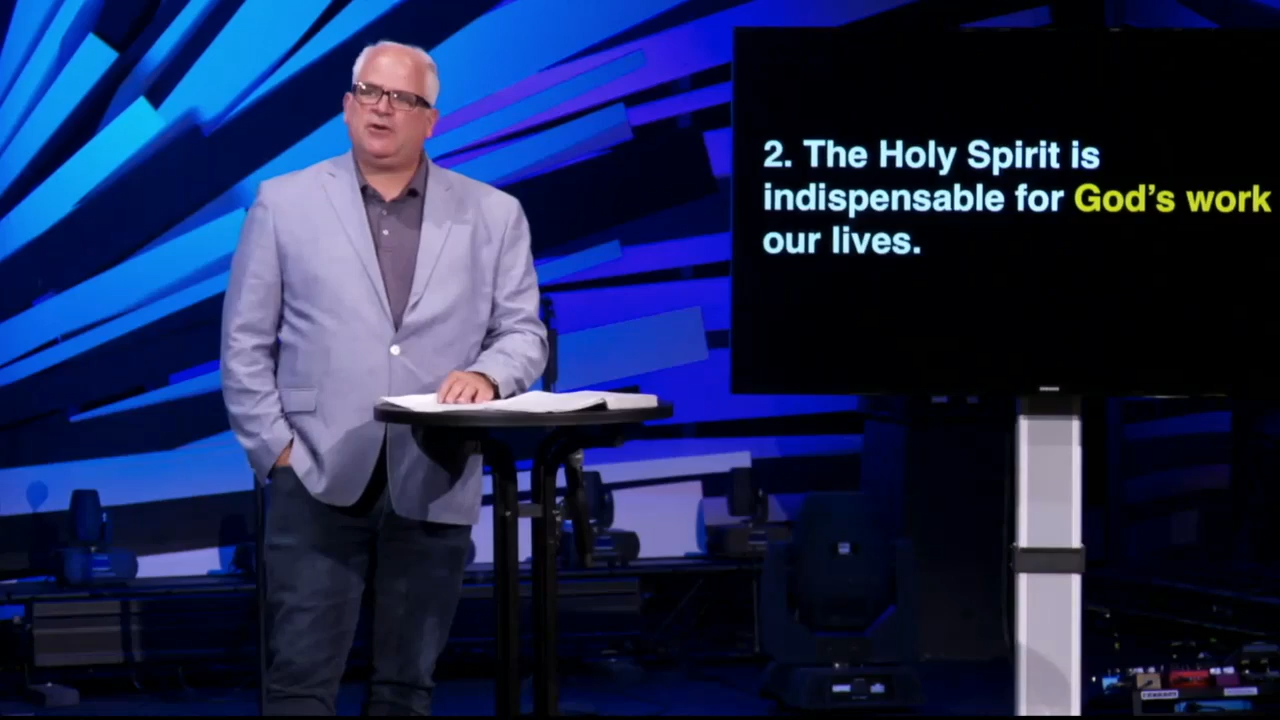 2. The Holy Spirit is
indispensable for God's work
our lives.